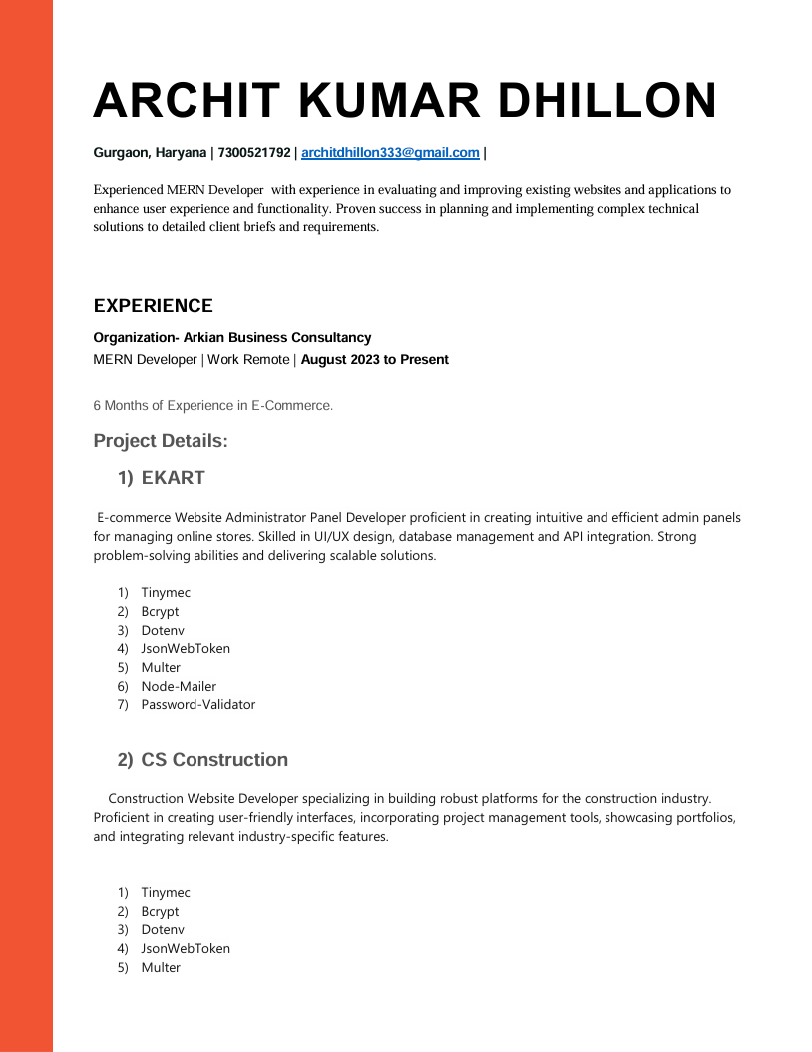 ARCHIT KUMAR DHILLON
Gurgaon, Haryana | 7300521792 | architdhillon333@gmail.com |
Experienced MERN Developer  with experience in evaluating and improving existing websites and applications to
enhance user experience and functionality. Proven success in planning and implementing complex technical
solutions to detailed client briefs and requirements.
EXPERIENCE
Organization- Arkian Business Consultancy
MERN Developer | Work Remote | August 2023 to Present
6 Months of Experience in E-Commerce.
Project Details:
1) EKART
E-commerce Website Administrator Panel Developer proficient in creating intuitive and efficient admin panels
for managing online stores. Skilled in UI/UX design, database management and API integration. Strong
problem-solving abilities and delivering scalable solutions.
1) Tinymec
2) Bcrypt
3) Dotenv
4) JsonWebToken
5) Multer
6) Node-Mailer
7) Password-Validator
2) CS Construction
Construction Website Developer specializing in building robust platforms for the construction industry.
Proficient in creating user-friendly interfaces, incorporating project management tools, showcasing portfolios,
and integrating relevant industry-specific features.
1) Tinymec
2) Bcrypt
3) Dotenv
4) JsonWebToken
5) Multer